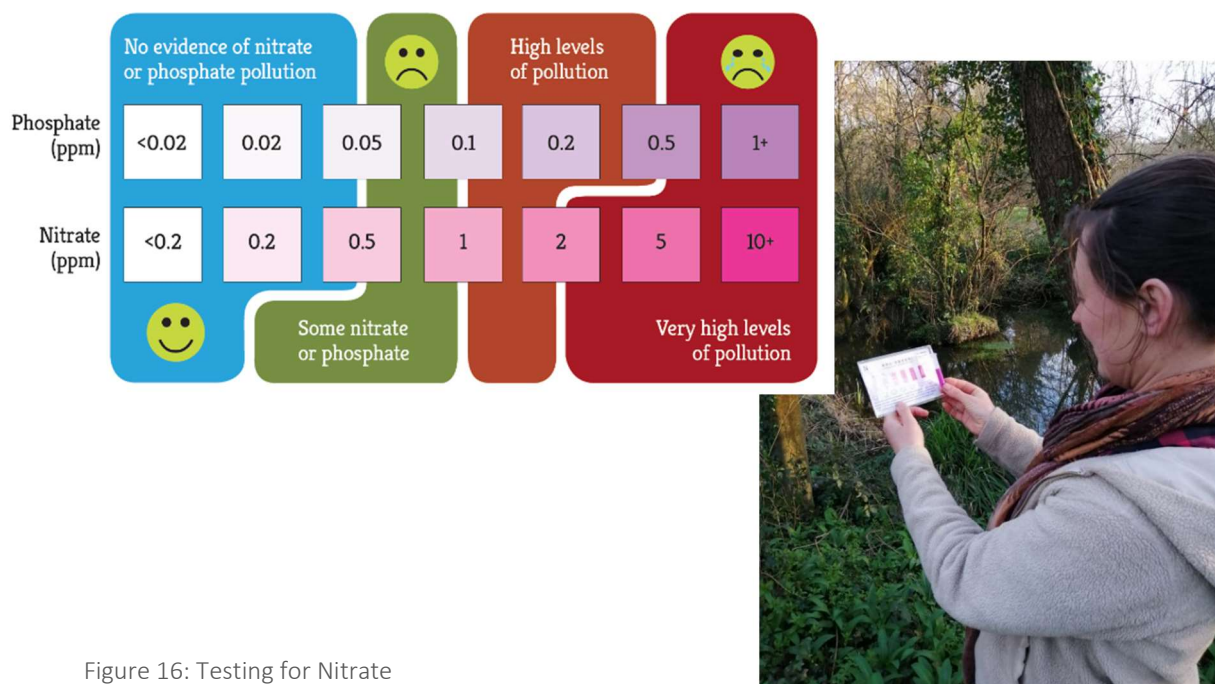 No evidence of nitrate
or phosphate pollution
High levels
of pollution
Phosphate
(ppm)
<0.02
0.02
0.05
0.1
0.2
0.5
1+
Nitrate
(ppm)
<0.2
0.2
0.5
1
2
5
10+
Some nitrate
or phosphate
Very high levels
of pollution
Figure 16: Testing for Nitrate